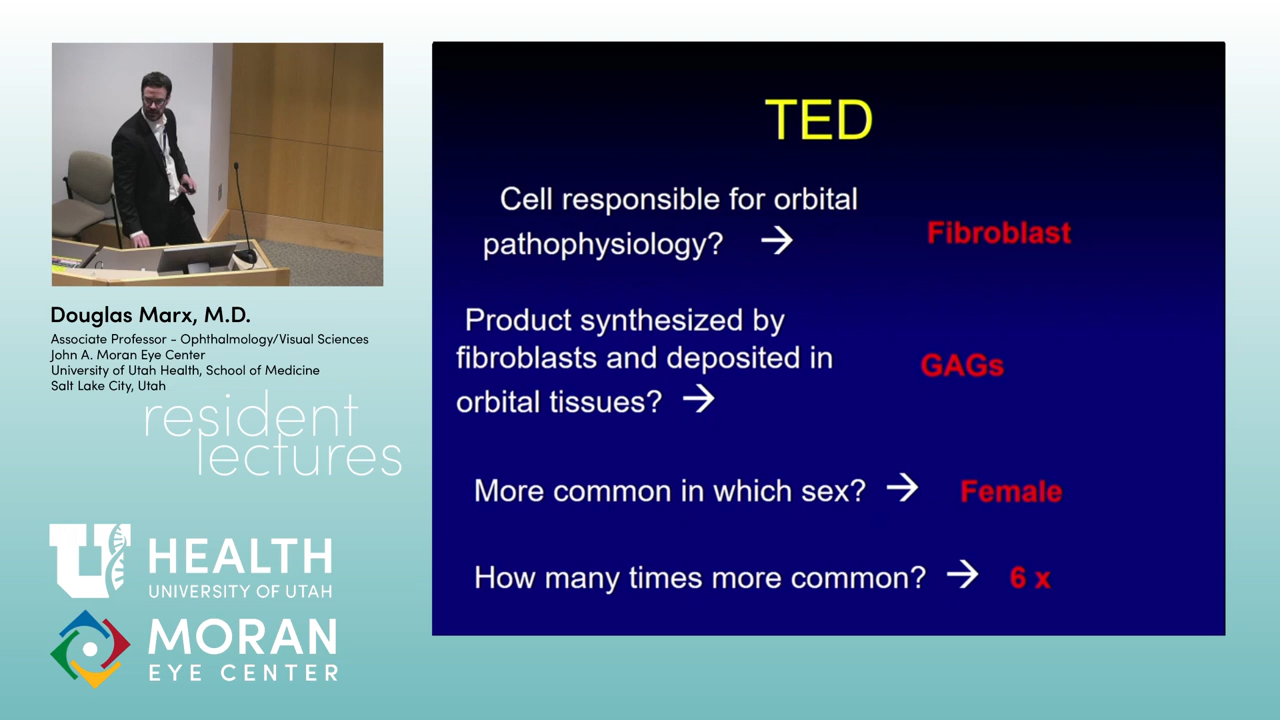 TED
Cell responsible for orbital
pathophysiology? →
Fibroblast
Product synthesized by
fibroblasts and deposited in
orbital tissues? →
GAGs
More common in which sex? → Female
How many times more common? → 6 x
Douglas Marx, M.D.
Associate Professor - Ophthalmology/Visual Sciences
John A. Moran Eye Center
University of Utah Health, School of Medicine
Salt Lake City, Utah
resident
lectures
U HEALTH
UNIVERSITY OF UTAH
MORAN
EYE CENTER